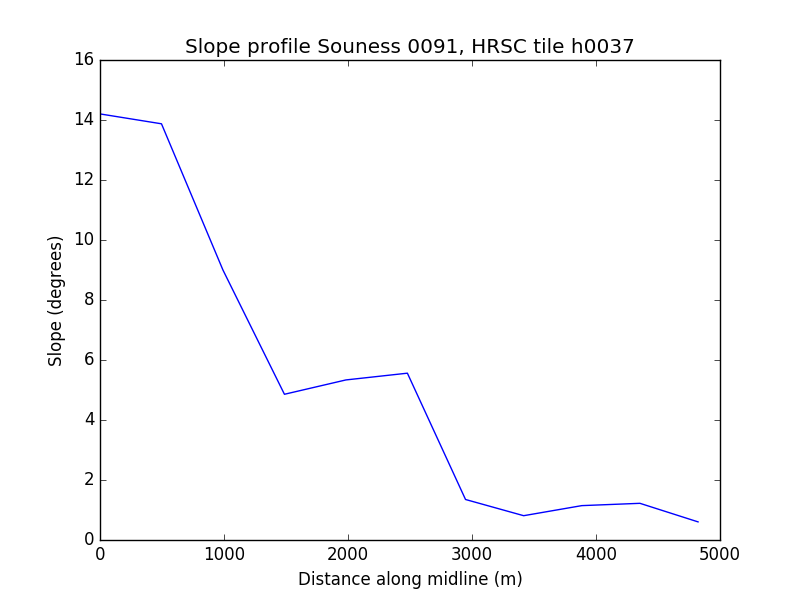 Slope profile Souness 0091, HRSC tile h0037
16
14
12
10
8
6
4
2
0
Slope (degrees)
0 1000 2000 3000 4000 5000
Distance along midline (m)